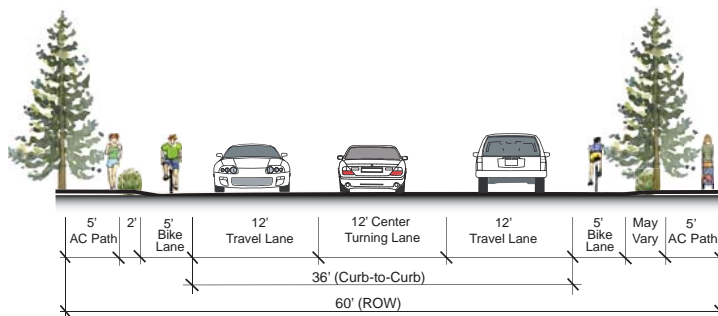 5'
AC Path
2'
5'
Bike
Lane
12'
Travel Lane
12' Center
Turning Lane
12'
Travel Lane
5'
Bike
Lane
May
Vary
5'
AC Path
36' (Curb-to-Curb)
60' (ROW)